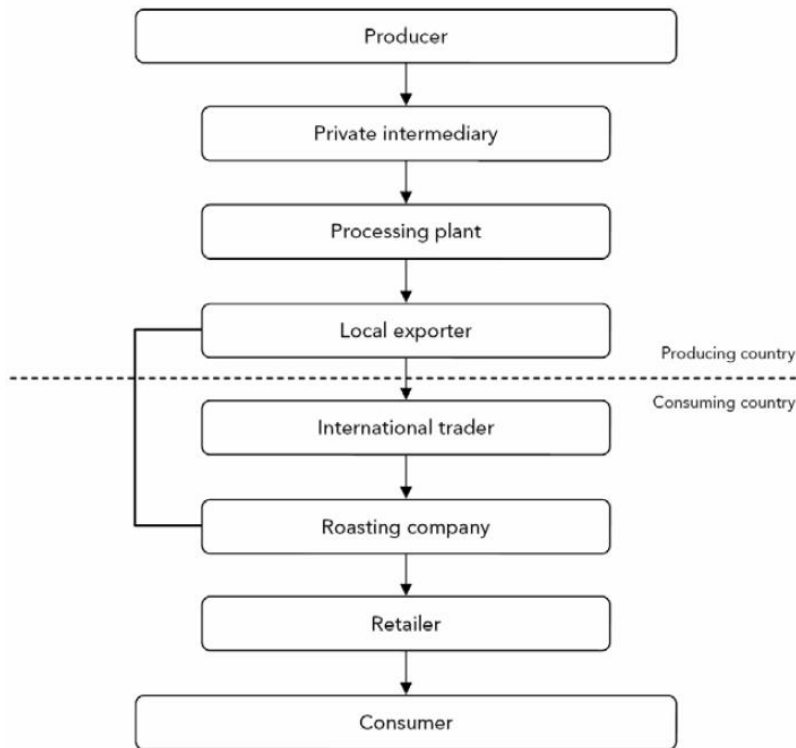 Producer
Private intermediary
Processing plant
Local exporter
Producing country
Consuming country
International trader
Roasting company
Retailer
Consumer